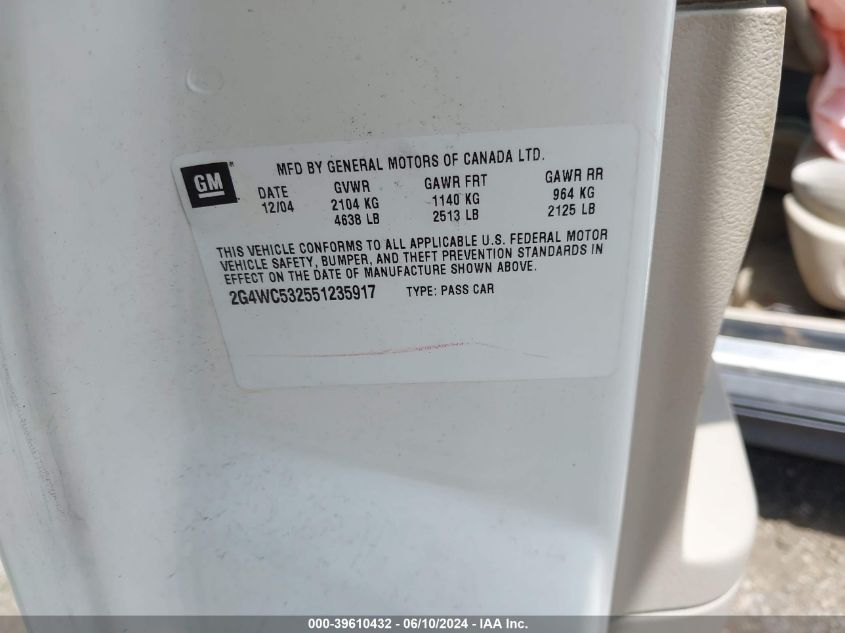 GM
MFD BY GENERAL MOTORS OF CANADA LTD.
DATE GVWR GAWR FRT GAWR RR
12/04 2104 KG 1140 KG 964 KG
4638 LB 2513 LB 2125 LB
THIS VEHICLE CONFORMS TO ALL APPLICABLE U.S. FEDERAL MOTOR
VEHICLE SAFETY, BUMPER, AND THEFT PREVENTION STANDARDS IN
EFFECT ON THE DATE OF MANUFACTURE SHOWN ABOVE.
2G4WC532551235917 TYPE: PASS CAR
000-39610432 - 06/10/2024 - IAA Inc.